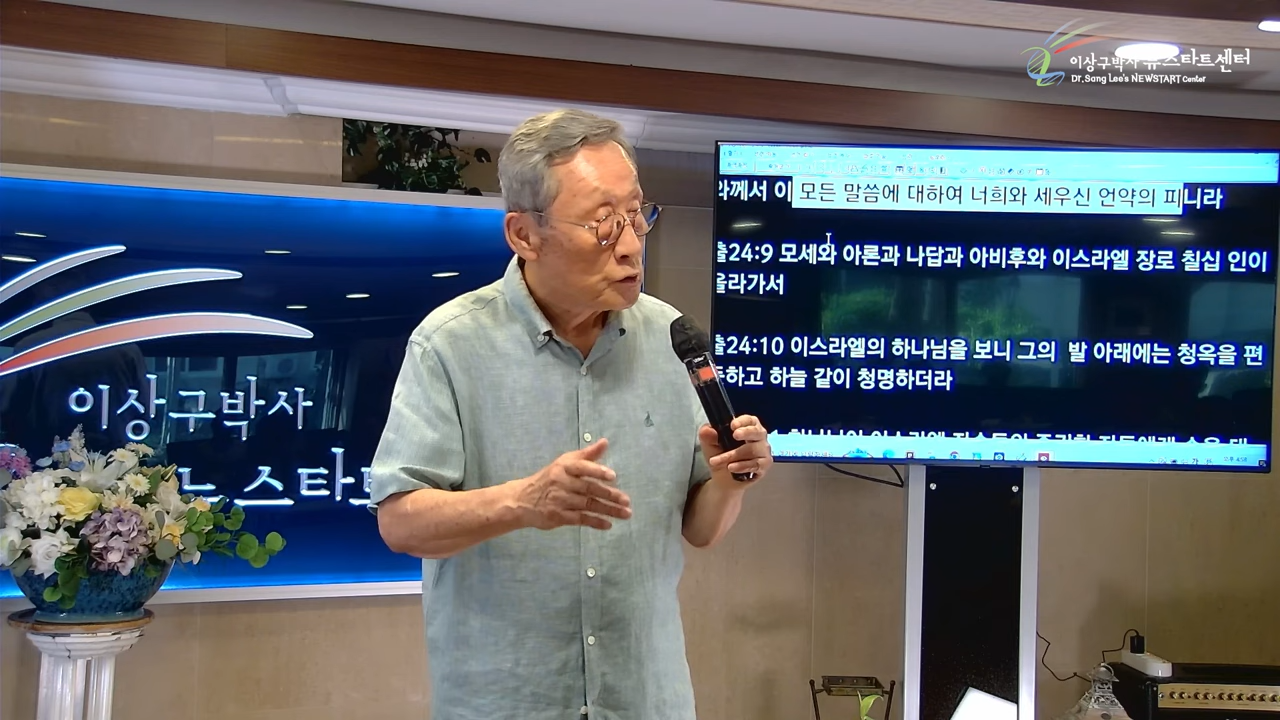 이상구박사 뉴스타트센터
Dr. Sang Lee's NEWSTART Center
와께서 이 모든 말씀에 대하여 너희와 세우신 언약의 피니라
출24:9 모세와 아론과 나답과 아비후와 이스라엘 장로 칠십 인이
올라가서
출24:10 이스라엘의 하나님을 보니 그의 발 아래에는 청옥을 편
듯하고 하늘 같이 청명하더라
이상구박사
뉴스타트